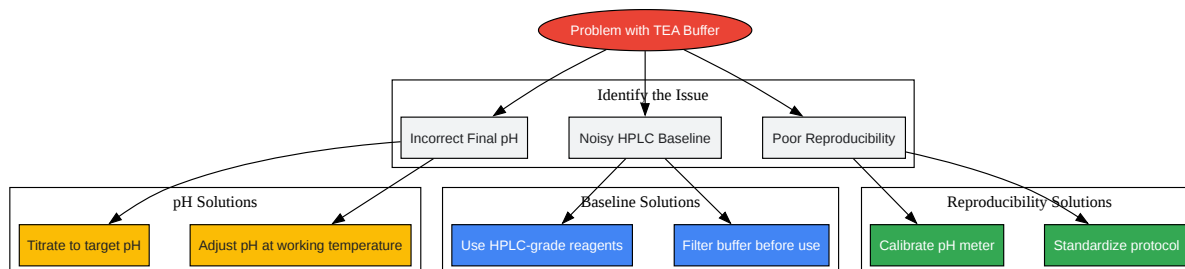 Problem with TEA Buffer
Identify the Issue
Incorrect Final pH
Noisy HPLC Baseline
Poor Reproducibility
pH Solutions
Baseline Solutions
Reproducibility Solutions
Titrate to target pH
Adjust pH at working temperature
Use HPLC-grade reagents
Filter buffer before use
Calibrate pH meter
Standardize protocol